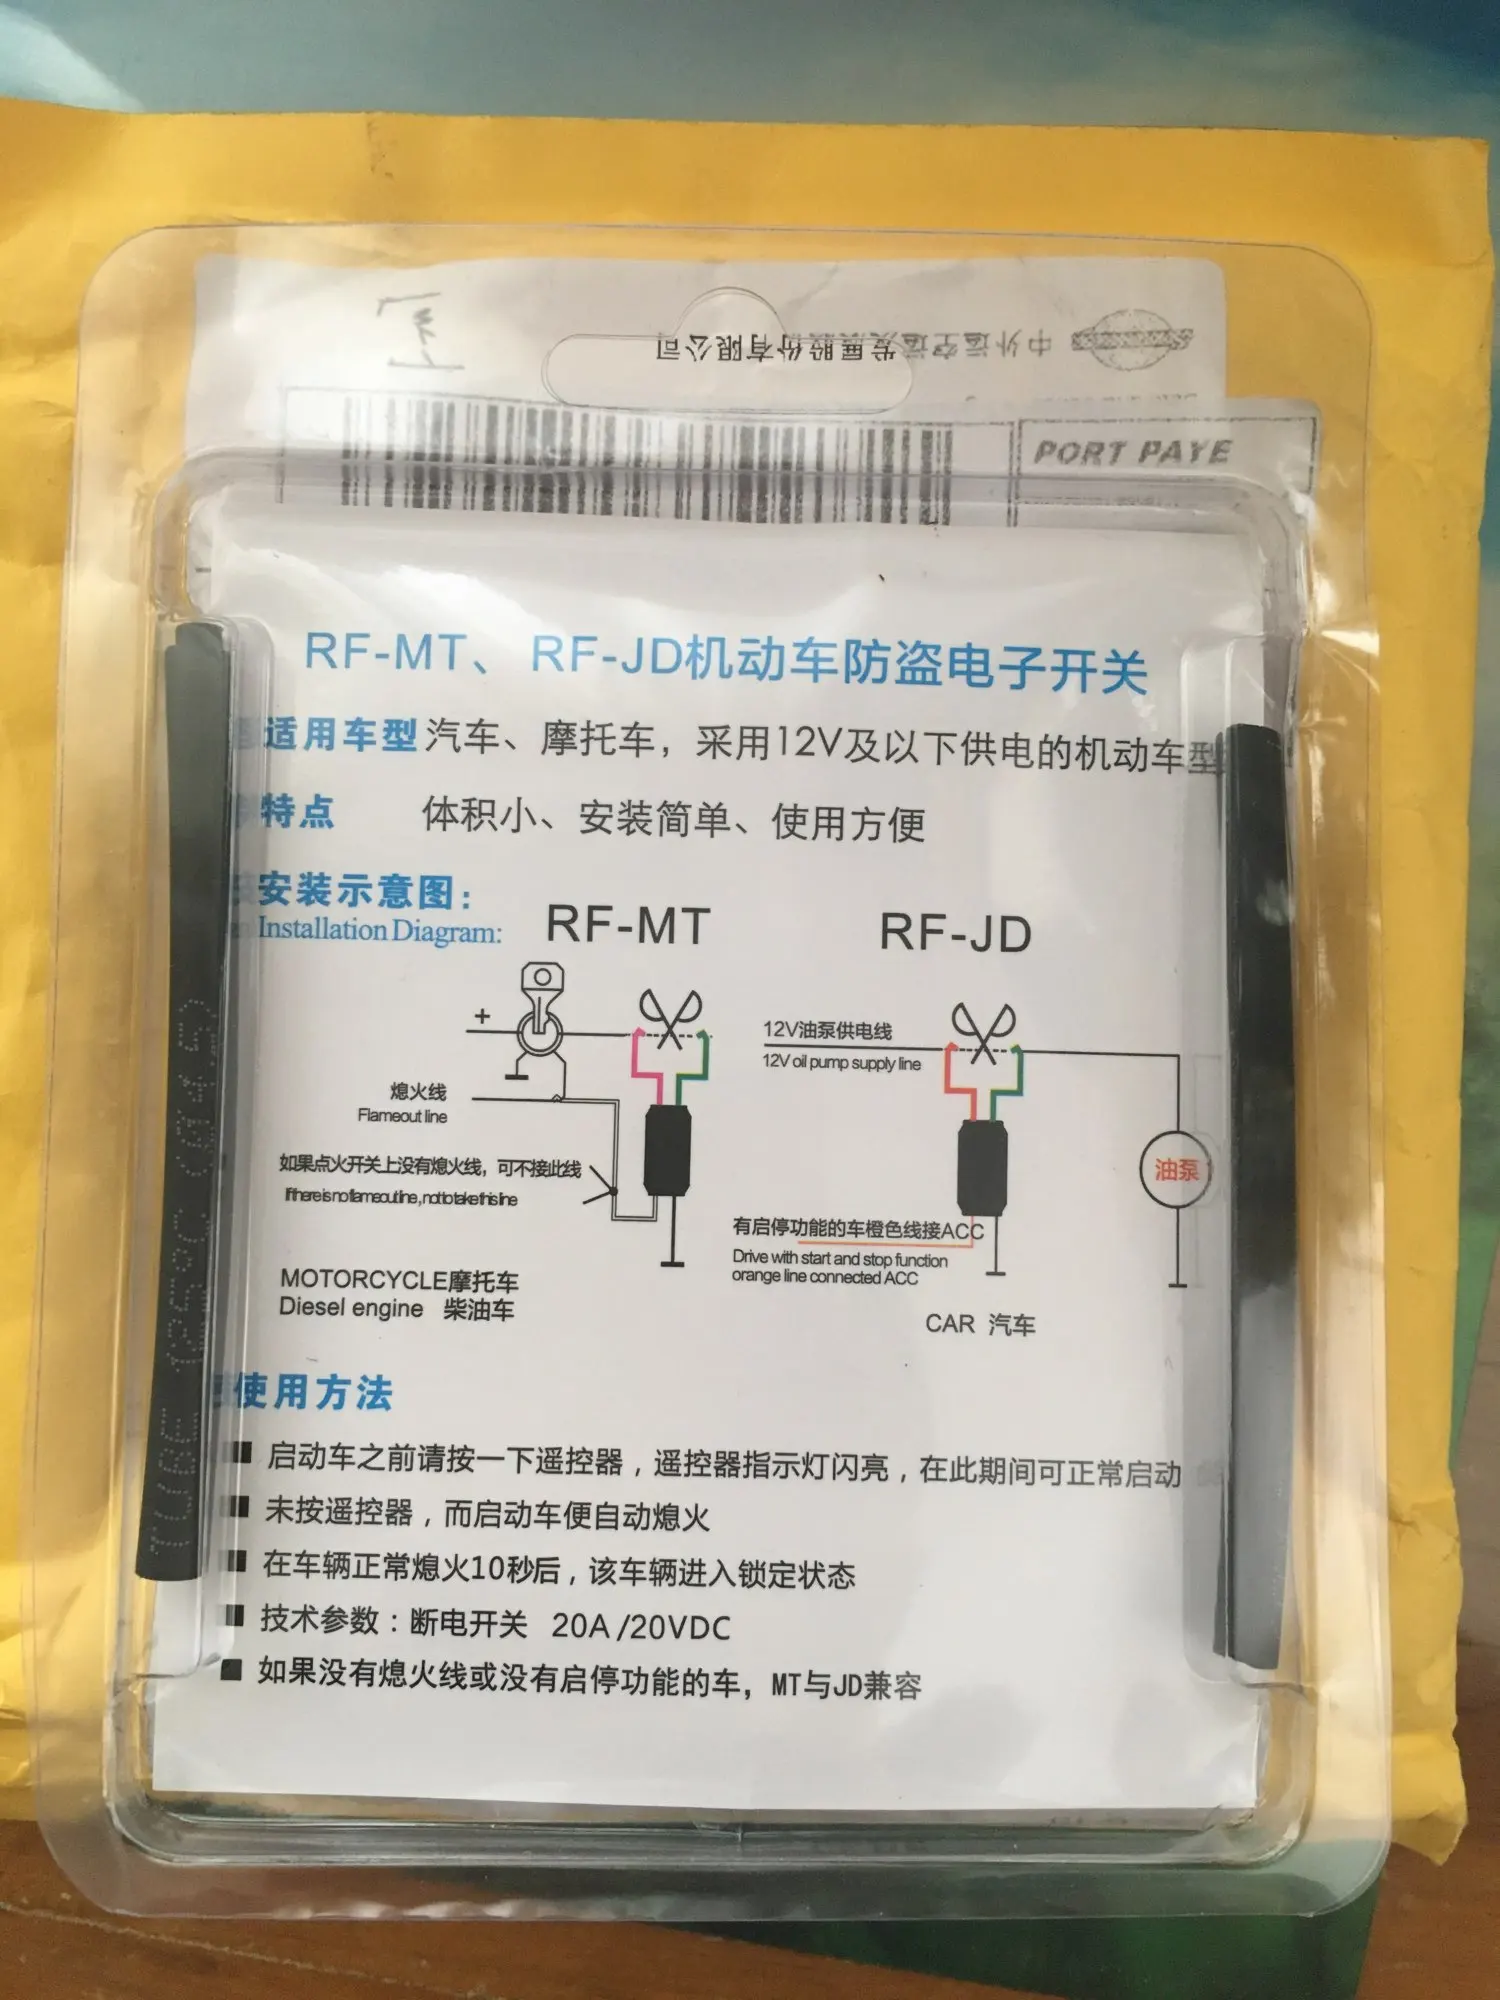 中外运空运发展股份有限公司
PORT PAYE
RF-MT、RF-JD机动车防盗电子开关
适用车型 汽车、摩托车，采用12V及以下供电的机动车型
特点 体积小、安装简单、使用方便
安装示意图：
Installation Diagram:
RF-MT
RF-JD
+
熄火线
Flameout line
如果点火开关上没有熄火线，可不接此线
If there is no flameout line, not to take this line
MOTORCYCLE摩托车
Diesel engine 柴油车
12V油泵供电线
12V oil pump supply line
油泵
有启停功能的车橙色线接ACC
Drive with start and stop function
orange line connected ACC
CAR 汽车
使用方法
■ 启动车之前请按一下遥控器，遥控器指示灯闪亮，在此期间可正常启动
■ 未按遥控器，而启动车便自动熄火
■ 在车辆正常熄火10秒后，该车辆进入锁定状态
■ 技术参数：断电开关 20A/20VDC
■ 如果没有熄火线或没有启停功能的车，MT与JD兼容